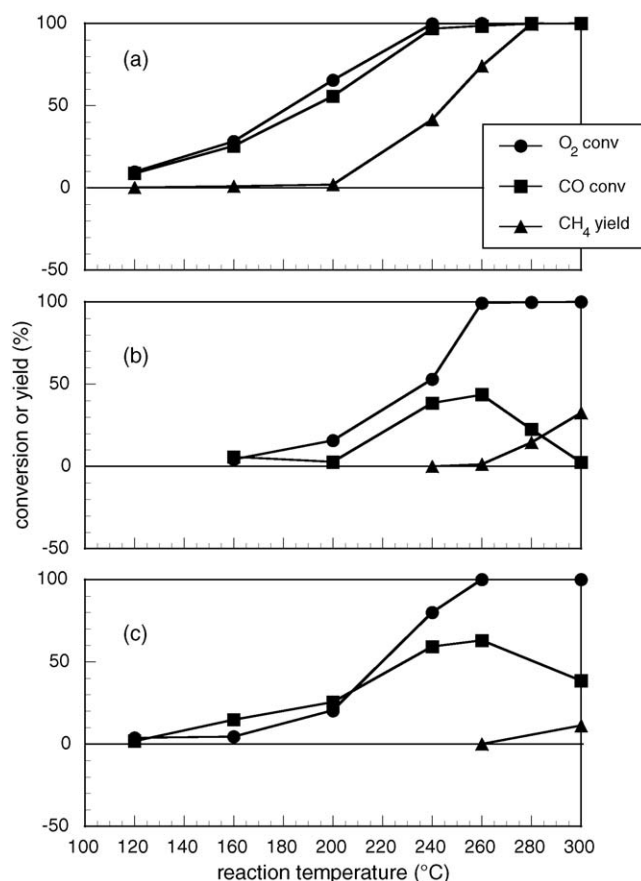 100
(a)
50
0
-50
O2 conv
CO conv
CH4 yield
100
(b)
50
0
-50
conversion or yield (%)
100
(c)
50
0
-50
100 120 140 160 180 200 220 240 260 280 300
reaction temperature (°C)